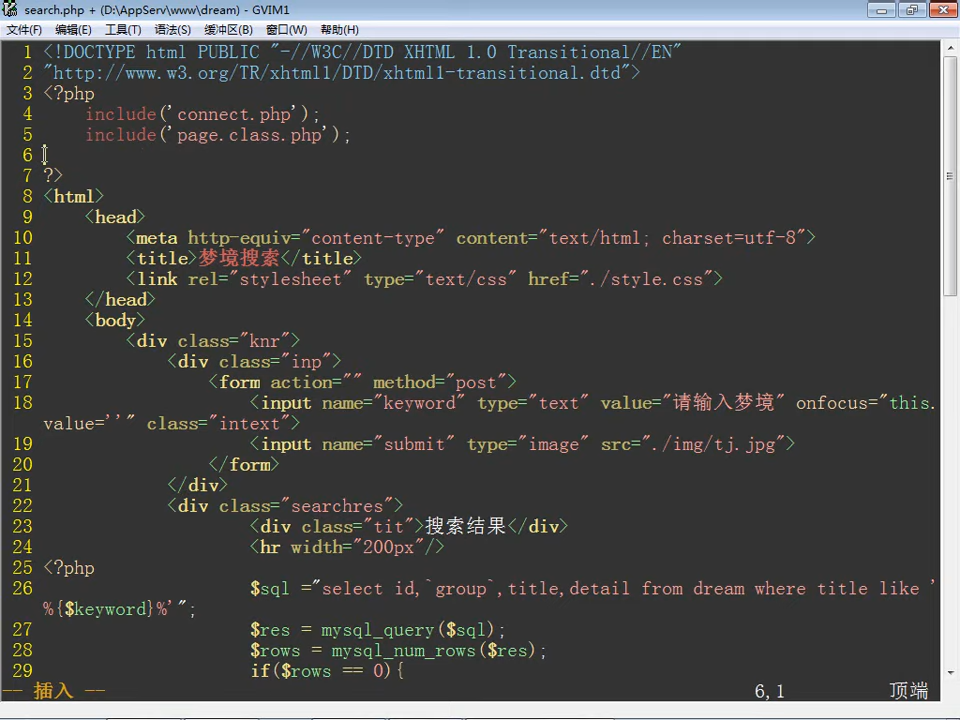 search.php + (D:\AppServ\www\dream) - GVIM1
文件(F) 编辑(E) 工具(T) 语法(S) 缓冲区(B) 窗口(W) 帮助(H)
1 <!DOCTYPE html PUBLIC "-//W3C//DTD XHTML 1.0 Transitional//EN"
2 "http://www.w3.org/TR/xhtml1/DTD/xhtml1-transitional.dtd">
3 <?php
4 include('connect.php');
5 include('page.class.php');
6
7 ?>
8 <html>
9 <head>
10 <meta http-equiv="content-type" content="text/html; charset=utf-8">
11 <title>梦境搜索</title>
12 <link rel="stylesheet" type="text/css" href="./style.css">
13 </head>
14 <body>
15 <div class="knr">
16 <div class="inp">
17 <form action="" method="post">
18 <input name="keyword" type="text" value="请输入梦境" onfocus="this.
value=''" class="intext">
19 <input name="submit" type="image" src="./img/tj.jpg">
20 </form>
21 </div>
22 <div class="searchres">
23 <div class="tit">搜索结果</div>
24 <hr width="200px"/>
25 <?php
26 $sql ="select id,`group`,title,detail from dream where title like '
%{$keyword}%'";
27 $res = mysql_query($sql);
28 $rows = mysql_num_rows($res);
29 if($rows == 0){
-- 插入 -- 6,1 顶端